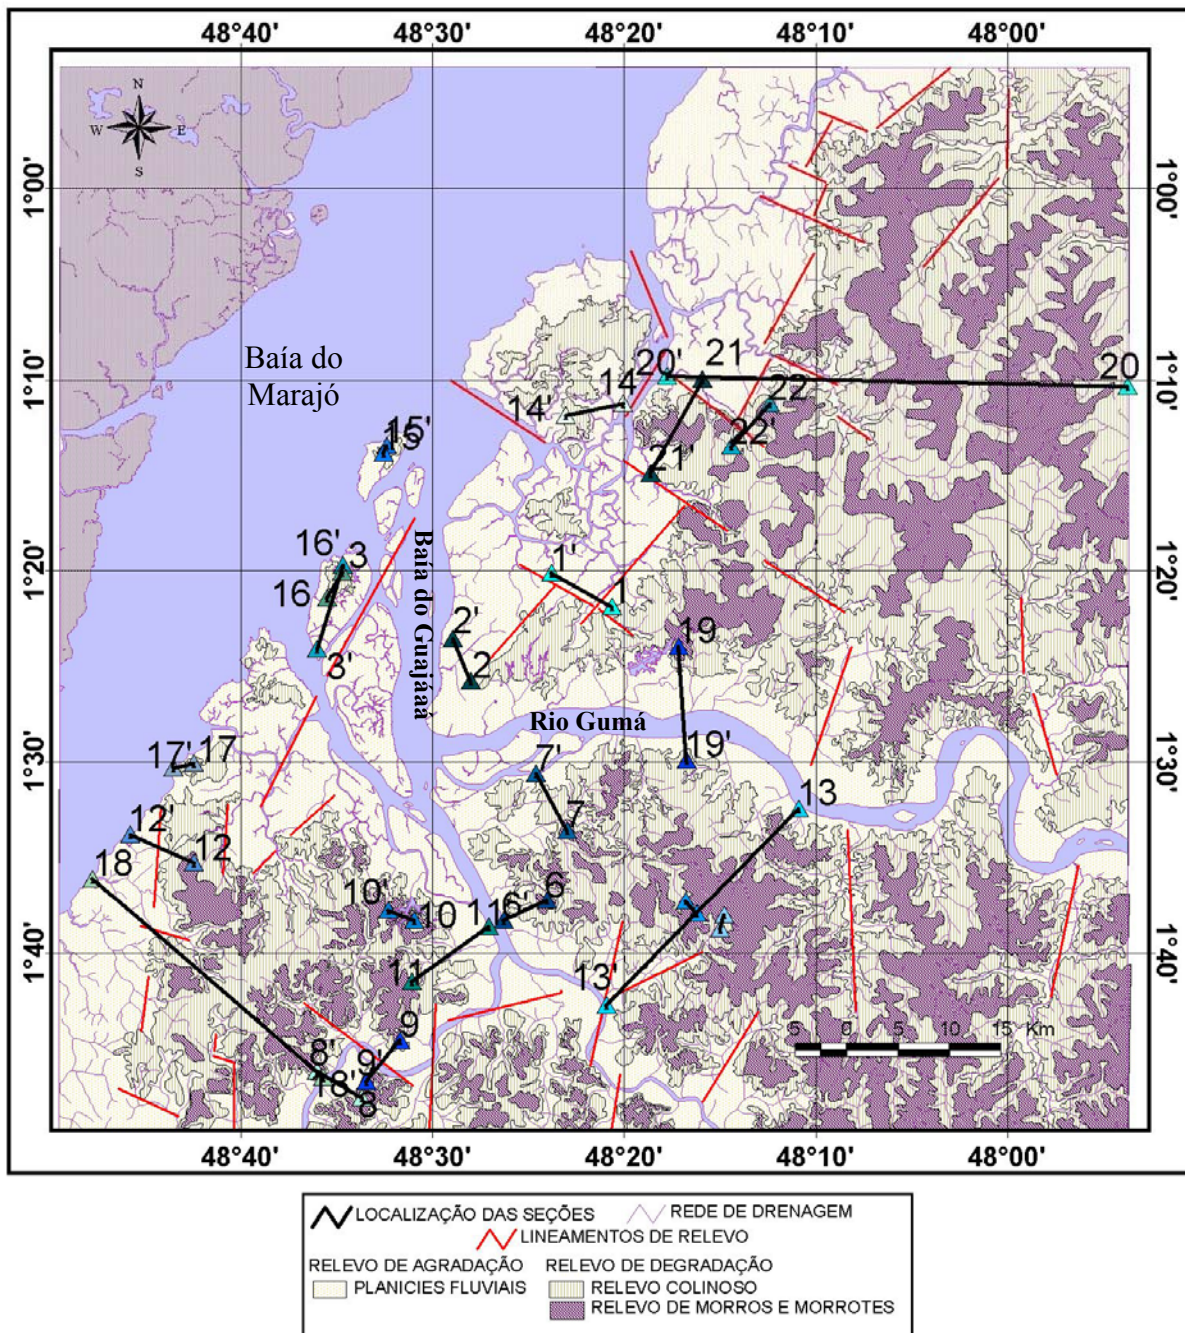 48°40' 48°30' 48°20' 48°10' 48°00'
N
W E
S
1°00' 1°00'
20' 21 20
Baía do
Marajó
1°10' 1°10'
14 22
14'
15' 22'
15
21'
16' 3 1'
1°20' 1°20'
16 1
Baía do Guajáaá
2' 19
3' 2
Rio Gumá
17' 17 7' 19'
1°30' 1°30'
13
12' 7
12
18
10' 6
10 11' 6'
1°40' 1°40'
11 13'
9
5 0 5 10 15 Km
8' 9'
18' 8
48°40' 48°30' 48°20' 48°10' 48°00'
LOCALIZAÇÃO DAS SEÇÕES REDE DE DRENAGEM
LINEAMENTOS DE RELEVO
RELEVO DE AGRADAÇÃO RELEVO DE DEGRADAÇÃO
PLANICIES FLUVIAIS RELEVO COLINOSO
RELEVO DE MORROS E MORROTES